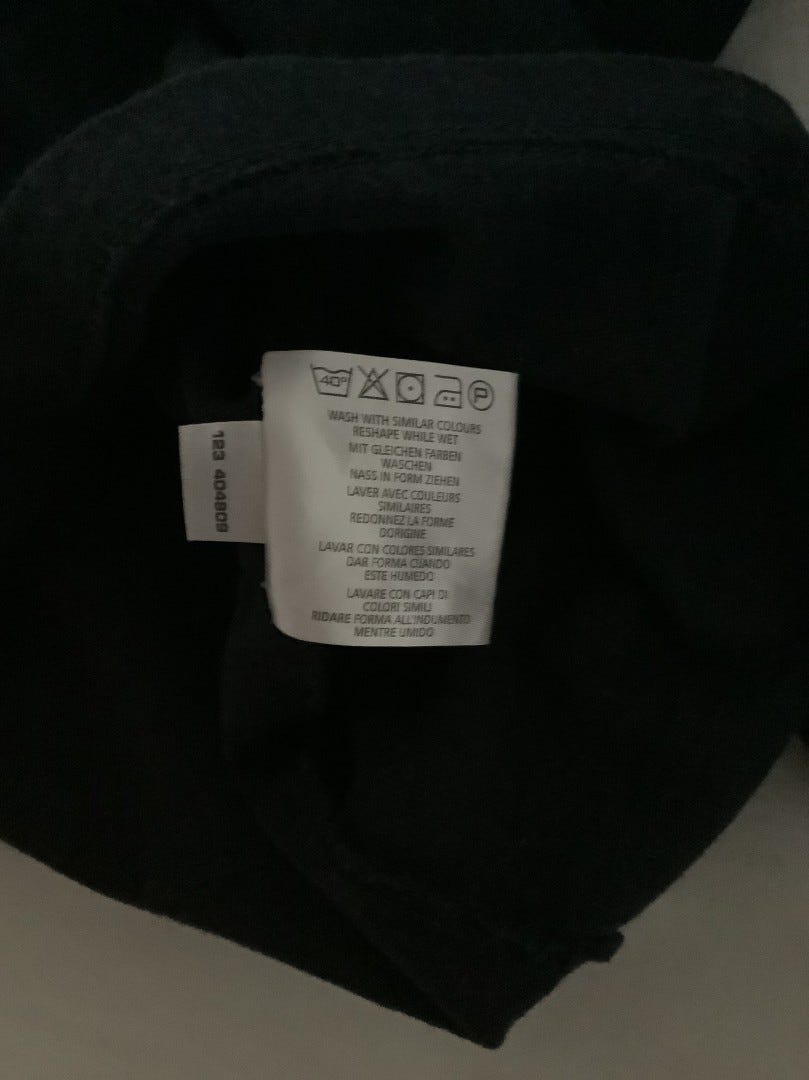 40°
P
WASH WITH SIMILAR COLOURS
RESHAPE WHILE WET
MIT GLEICHEN FARBEN
WASCHEN
NASS IN FORM ZIEHEN
LAVER AVEC COULEURS
SIMILAIRES
REDONNEZ LA FORME
DORIGINE
LAVAR CON COLORES SIMILARES
DAR FORMA CUANDO
ESTE HUMEDO
LAVARE CON CAPI DI
COLORI SIMILI
RIDARE FORMA ALL'INDUMENTO
MENTRE UMIDO
123 404809